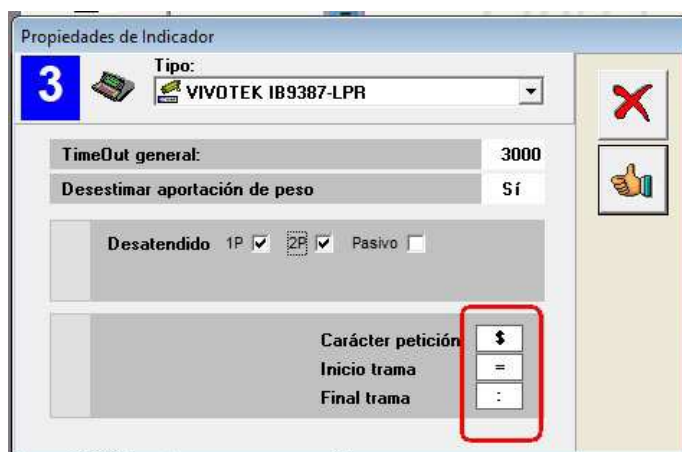 Propiedades de Indicador
3
Tipo:
VIVOTEK IB9387-LPR
TimeOut general: 3000
Desestimar aportación de peso Sí
Desatendido 1P 2P Pasivo
Carácter petición $
Inicio trama =
Final trama :